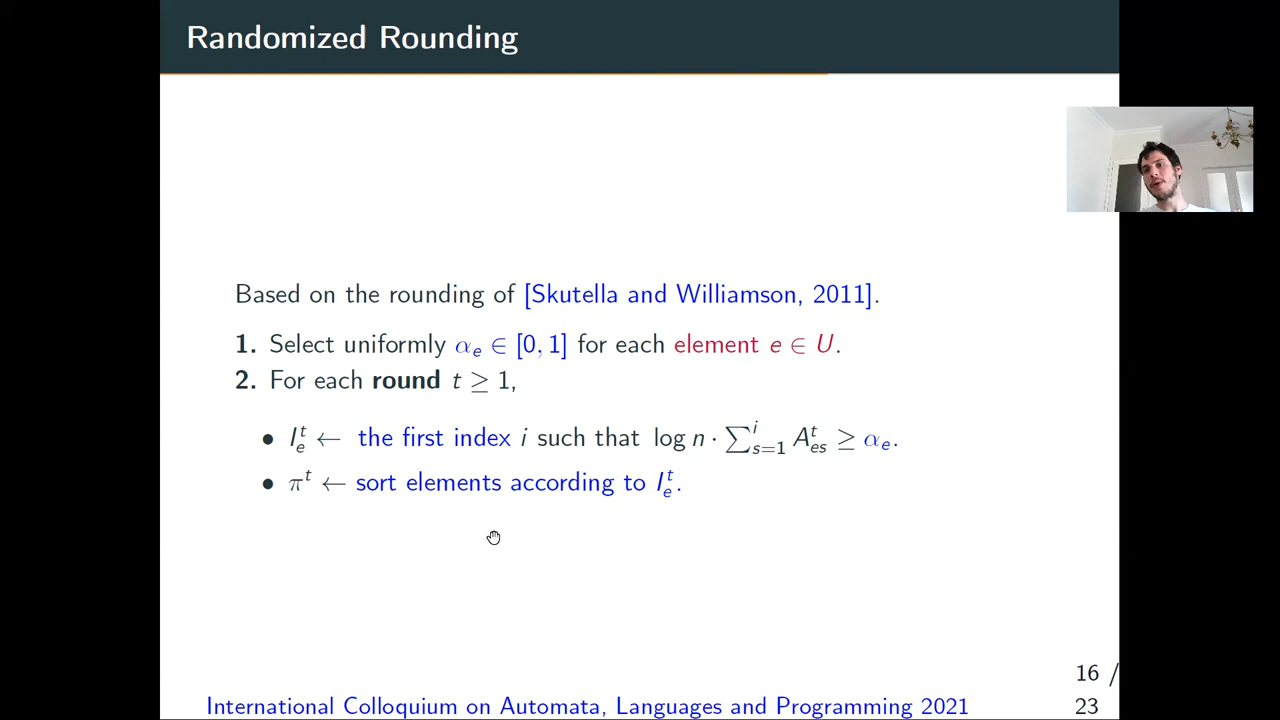 Randomized Rounding
Based on the rounding of [Skutella and Williamson, 2011].
1. Select uniformly αₑ ∈ [0, 1] for each element e ∈ U.
2. For each round t ≥ 1,
• Iₑᵗ ← the first index i such that log n · ∑ₛ₌₁ⁱ Aₑₛᵗ ≥ αₑ.
• πᵗ ← sort elements according to Iₑᵗ.
16 /
International Colloquium on Automata, Languages and Programming 2021 23